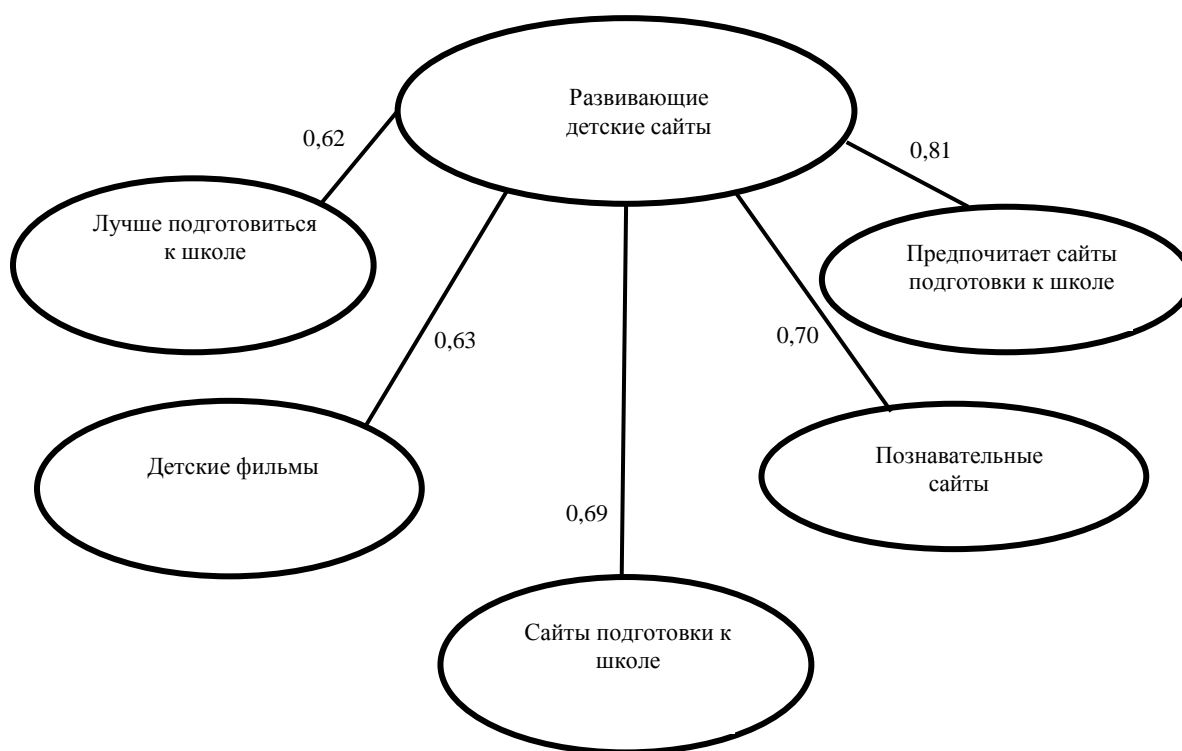 Развивающие
детские сайты
0,62
0,81
Лучше подготовиться
к школе
Предпочитает сайты
подготовки к школе
0,63
0,70
Детские фильмы
Познавательные
сайты
0,69
Сайты подготовки к
школе